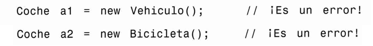 Coche a1 = new Vehiculo(); // ¡Es un error!
Coche a2 = new Bicicleta(); // ¡Es un error!